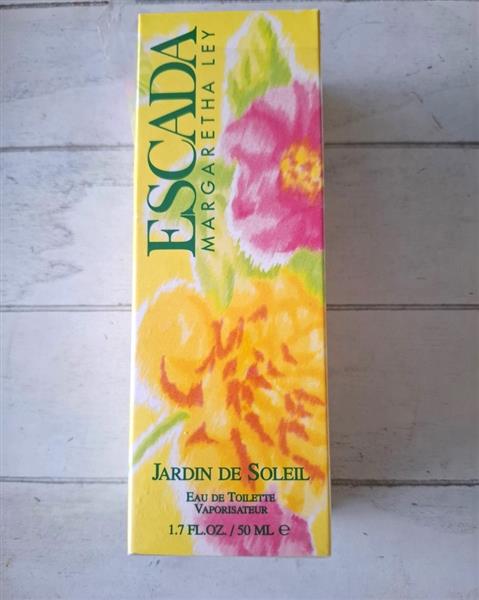 ESCADA
MARGARETHA LEY
JARDIN DE SOLEIL
EAU DE TOILETTE
VAPORISATEUR
1.7 FL.OZ. / 50 ML ℮